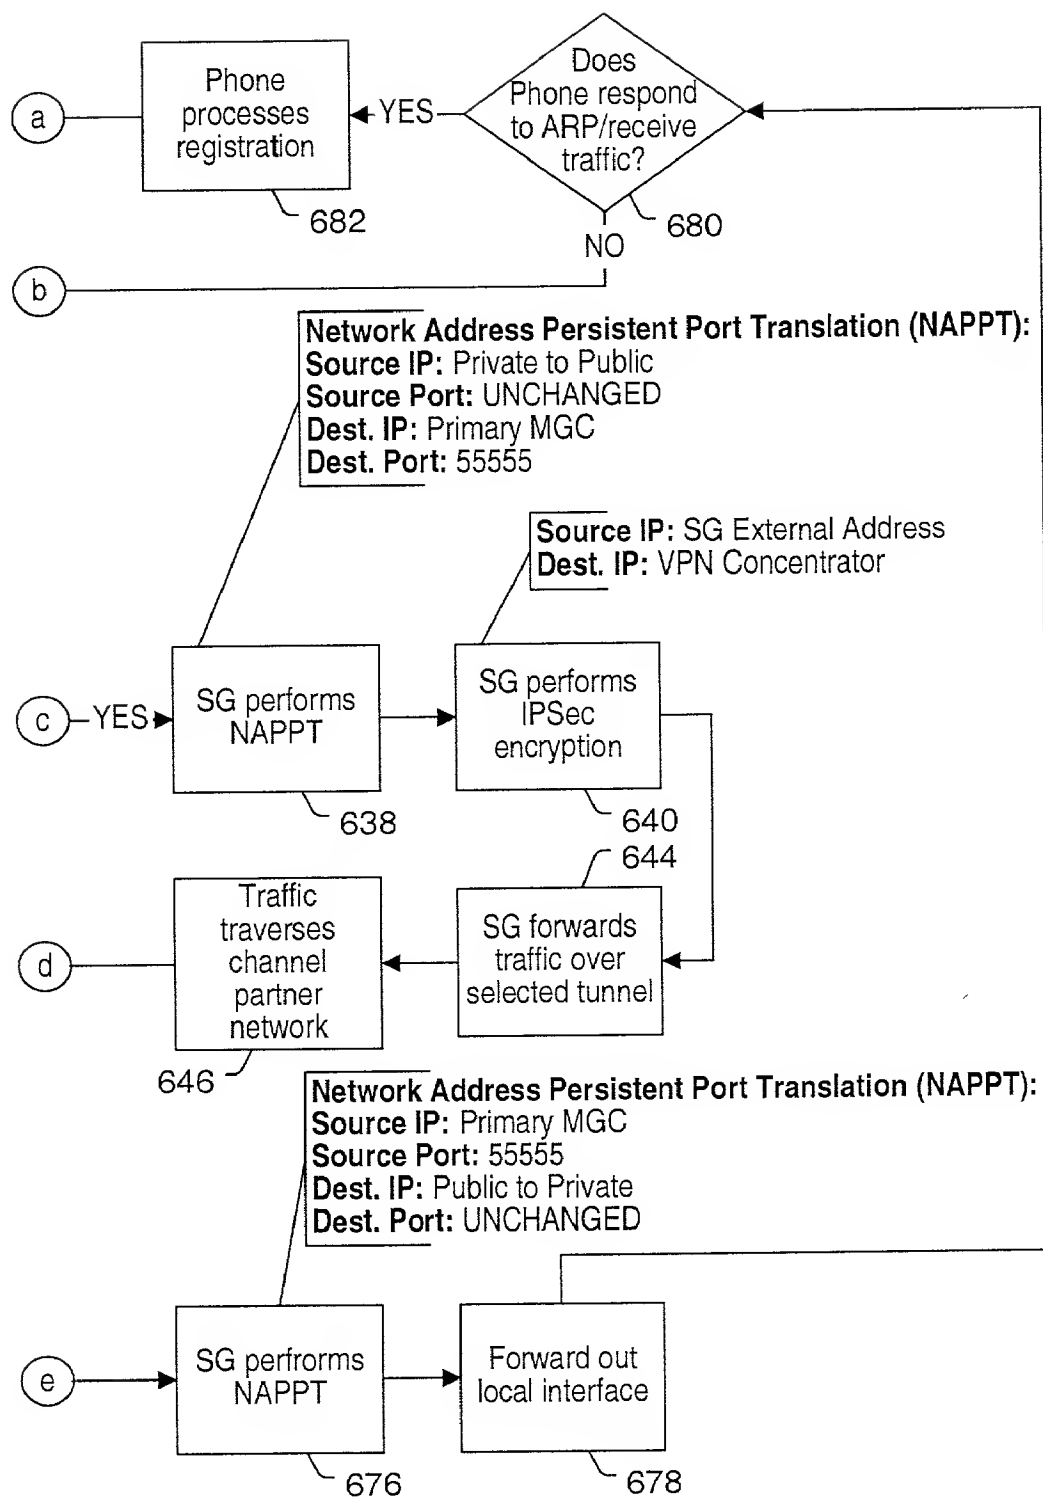 Phone
processes
registration
a
YES
Does
Phone respond
to ARP/receive
traffic?
682
680
NO
b
Network Address Persistent Port Translation (NAPPT):
Source IP: Private to Public
Source Port: UNCHANGED
Dest. IP: Primary MGC
Dest. Port: 55555
Source IP: SG External Address
Dest. IP: VPN Concentrator
c
YES
SG performs
NAPPT
SG performs
IPSec
encryption
638
640
644
d
Traffic
traverses
channel
partner
network
SG forwards
traffic over
selected tunnel
646
Network Address Persistent Port Translation (NAPPT):
Source IP: Primary MGC
Source Port: 55555
Dest. IP: Public to Private
Dest. Port: UNCHANGED
e
SG perfrorms
NAPPT
Forward out
local interface
676
678